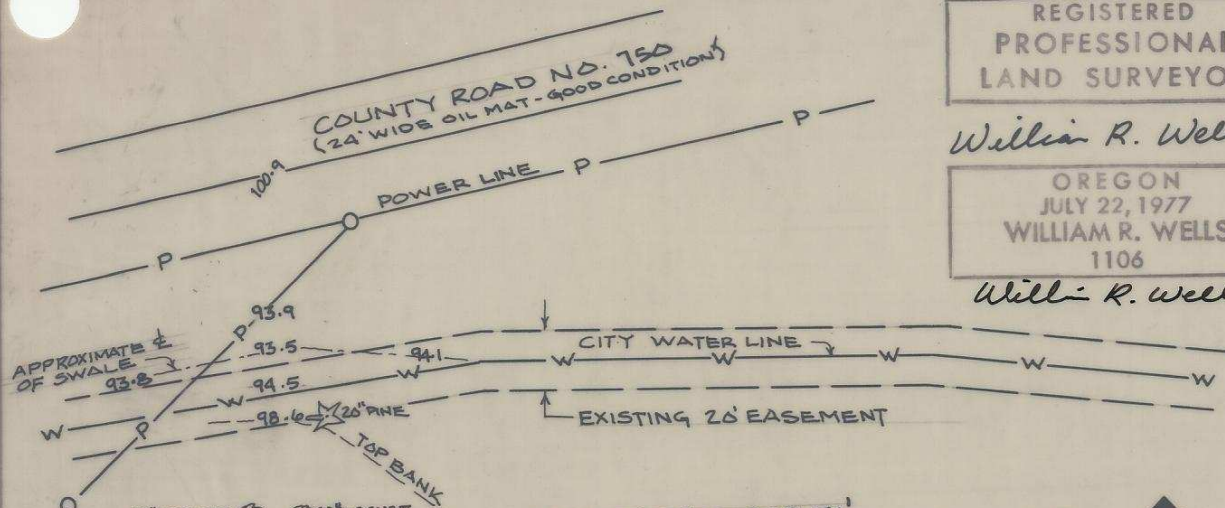 REGISTERED
PROFESSIONAL
LAND SURVEYO
William R. Well
OREGON
JULY 22, 1977
WILLIAM R. WELLS
1106
COUNTY ROAD NO. 750
(24' WIDE OIL MAT - GOOD CONDITION)
100.9
P
POWER LINE
P
P
93.9
P
APPROXIMATE ℄
OF SWALE
93.5
94.1
93.8
CITY WATER LINE
W
W
W
W
W
W
94.5
W
W
98.6
20" PINE
P
EXISTING 20' EASEMENT
TOP BANK